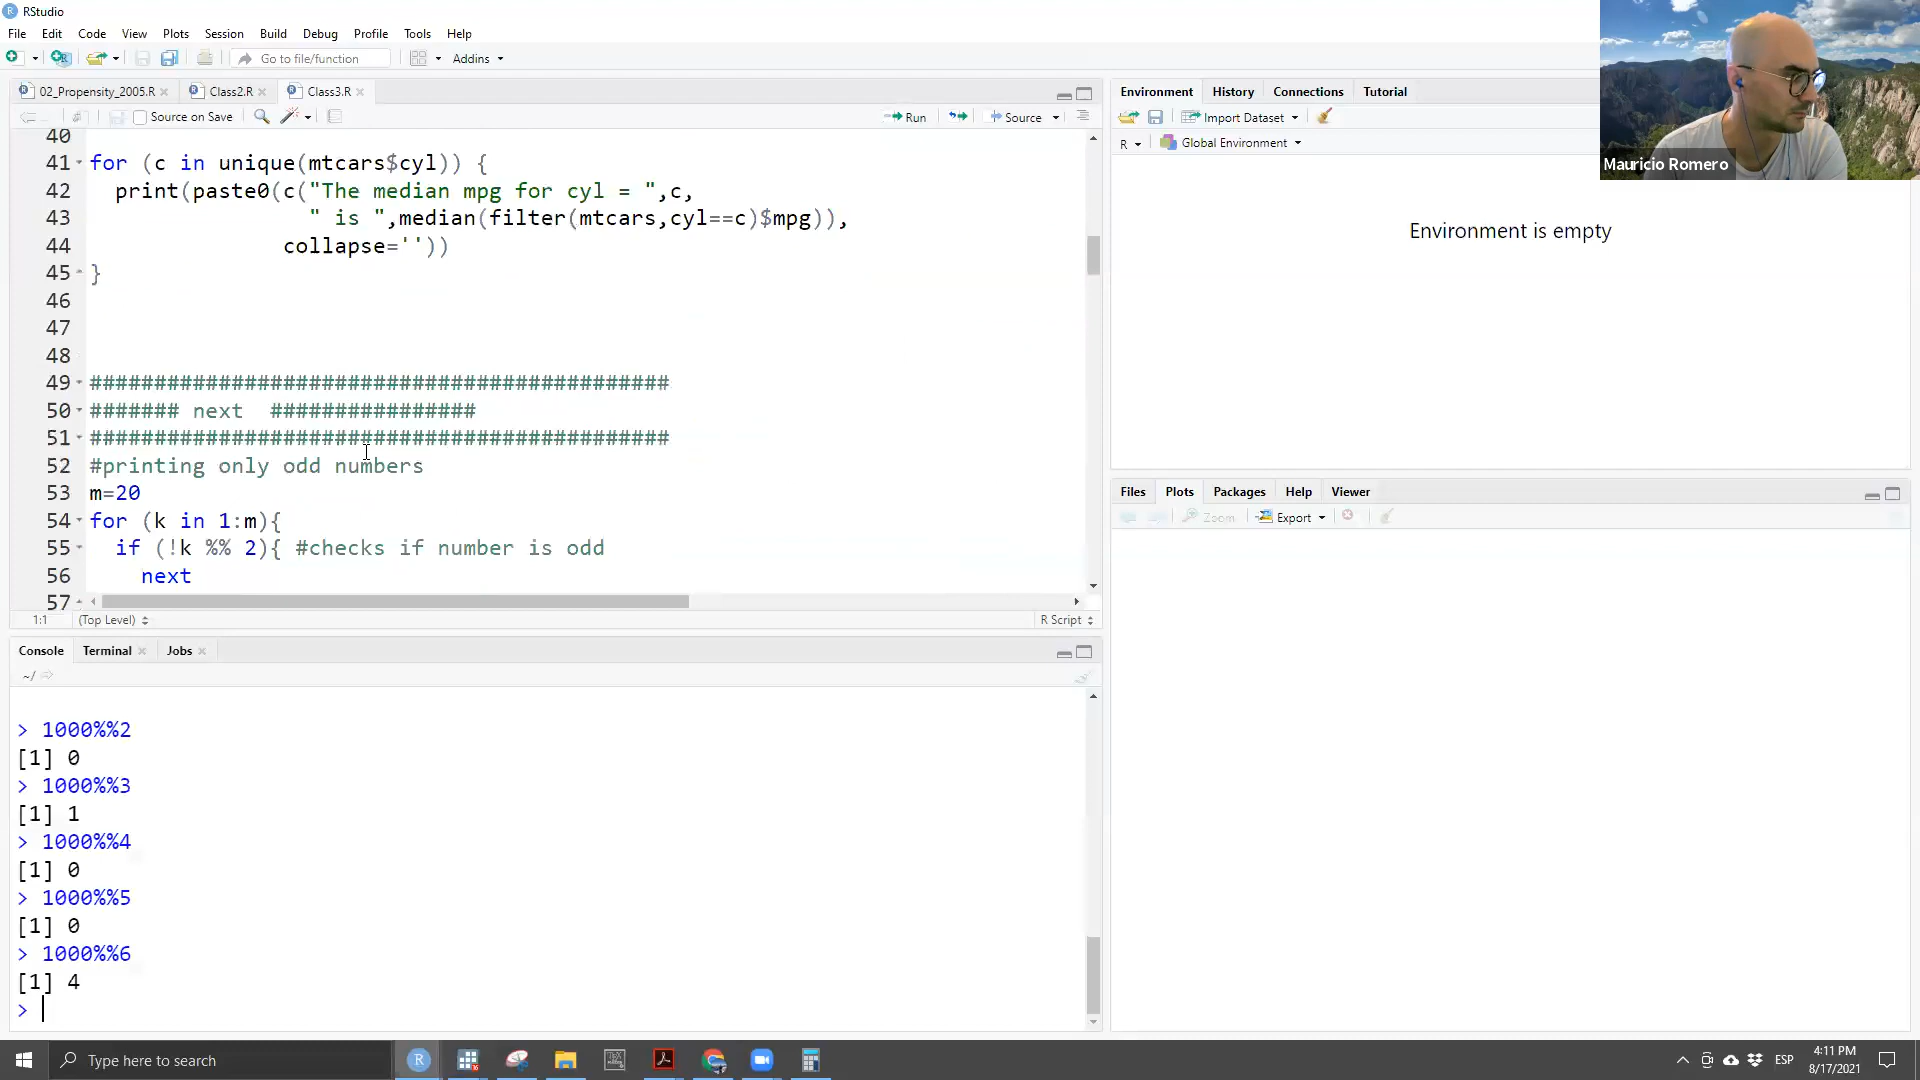 RStudio
File Edit Code View Plots Session Build Debug Profile Tools Help
Go to file/function
Addins
02_Propensity_2005.R
Class2.R
Class3.R
Source on Save
Run
Source
40
41 for (c in unique(mtcars$cyl)) {
42 print(paste0(c("The median mpg for cyl = ",c,
43 " is ",median(filter(mtcars,cyl==c)$mpg)),
44 collapse=''))
45 }
46
47
48
49 #############################################
50 ####### next ################
51 #############################################
52 #printing only odd numbers
53 m=20
54 for (k in 1:m){
55 if (!k %% 2){ #checks if number is odd
56 next
57
1:1 (Top Level)
R Script
Console Terminal Jobs
~/
> 1000%%2
[1] 0
> 1000%%3
[1] 1
> 1000%%4
[1] 0
> 1000%%5
[1] 0
> 1000%%6
[1] 4
>
Environment History Connections Tutorial
Import Dataset
R Global Environment
Environment is empty
Files Plots Packages Help Viewer
Zoom Export
Mauricio Romero
Type here to search
ESP
4:11 PM
8/17/2021